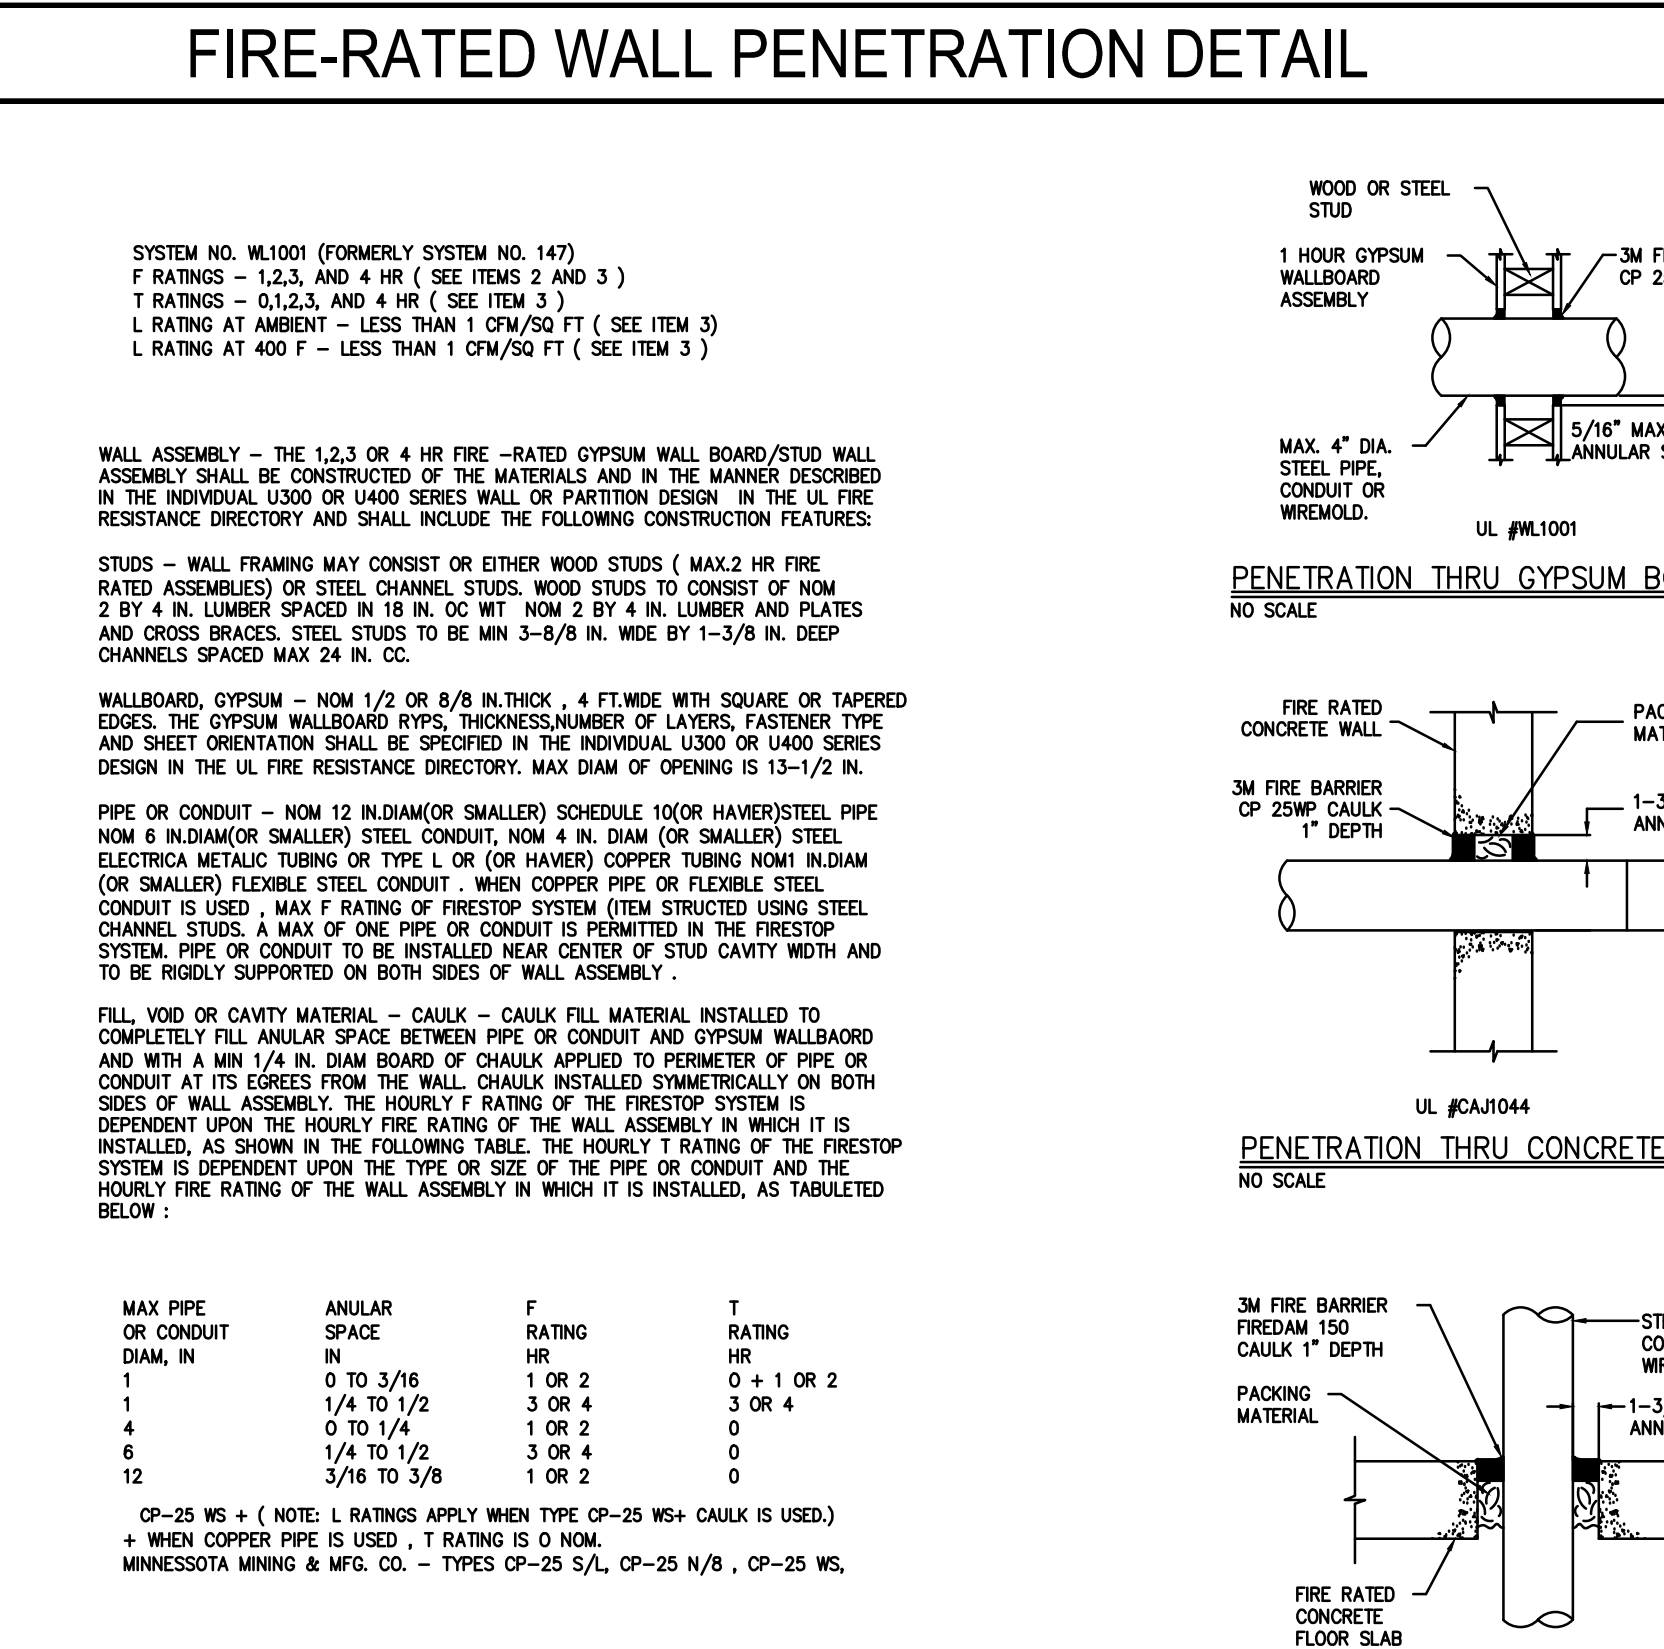 FIRE-RATED WALL PENETRATION DETAIL
SYSTEM NO. WL1001 (FORMERLY SYSTEM NO. 147)
F RATINGS – 1,2,3, AND 4 HR ( SEE ITEMS 2 AND 3 )
T RATINGS – 0,1,2,3, AND 4 HR ( SEE ITEM 3 )
L RATING AT AMBIENT – LESS THAN 1 CFM/SQ FT ( SEE ITEM 3)
L RATING AT 400 F – LESS THAN 1 CFM/SQ FT ( SEE ITEM 3 )
WALL ASSEMBLY – THE 1,2,3 OR 4 HR FIRE –RATED GYPSUM WALL BOARD/STUD WALL
ASSEMBLY SHALL BE CONSTRUCTED OF THE MATERIALS AND IN THE MANNER DESCRIBED
IN THE INDIVIDUAL U300 OR U400 SERIES WALL OR PARTITION DESIGN IN THE UL FIRE
RESISTANCE DIRECTORY AND SHALL INCLUDE THE FOLLOWING CONSTRUCTION FEATURES:
STUDS – WALL FRAMING MAY CONSIST OR EITHER WOOD STUDS ( MAX.2 HR FIRE
RATED ASSEMBLIES) OR STEEL CHANNEL STUDS. WOOD STUDS TO CONSIST OF NOM
2 BY 4 IN. LUMBER SPACED IN 18 IN. OC WIT NOM 2 BY 4 IN. LUMBER AND PLATES
AND CROSS BRACES. STEEL STUDS TO BE MIN 3–8/8 IN. WIDE BY 1–3/8 IN. DEEP
CHANNELS SPACED MAX 24 IN. CC.
WALLBOARD, GYPSUM – NOM 1/2 OR 8/8 IN.THICK , 4 FT.WIDE WITH SQUARE OR TAPERED
EDGES. THE GYPSUM WALLBOARD RYPS, THICKNESS,NUMBER OF LAYERS, FASTENER TYPE
AND SHEET ORIENTATION SHALL BE SPECIFIED IN THE INDIVIDUAL U300 OR U400 SERIES
DESIGN IN THE UL FIRE RESISTANCE DIRECTORY. MAX DIAM OF OPENING IS 13–1/2 IN.
PIPE OR CONDUIT – NOM 12 IN.DIAM(OR SMALLER) SCHEDULE 10(OR HAVIER)STEEL PIPE
NOM 6 IN.DIAM(OR SMALLER) STEEL CONDUIT, NOM 4 IN. DIAM (OR SMALLER) STEEL
ELECTRICA METALIC TUBING OR TYPE L OR (OR HAVIER) COPPER TUBING NOM1 IN.DIAM
(OR SMALLER) FLEXIBLE STEEL CONDUIT . WHEN COPPER PIPE OR FLEXIBLE STEEL
CONDUIT IS USED , MAX F RATING OF FIRESTOP SYSTEM (ITEM STRUCTED USING STEEL
CHANNEL STUDS. A MAX OF ONE PIPE OR CONDUIT IS PERMITTED IN THE FIRESTOP
SYSTEM. PIPE OR CONDUIT TO BE INSTALLED NEAR CENTER OF STUD CAVITY WIDTH AND
TO BE RIGIDLY SUPPORTED ON BOTH SIDES OF WALL ASSEMBLY .
FILL, VOID OR CAVITY MATERIAL – CAULK – CAULK FILL MATERIAL INSTALLED TO
COMPLETELY FILL ANULAR SPACE BETWEEN PIPE OR CONDUIT AND GYPSUM WALLBAORD
AND WITH A MIN 1/4 IN. DIAM BOARD OF CHAULK APPLIED TO PERIMETER OF PIPE OR
CONDUIT AT ITS EGREES FROM THE WALL. CHAULK INSTALLED SYMMETRICALLY ON BOTH
SIDES OF WALL ASSEMBLY. THE HOURLY F RATING OF THE FIRESTOP SYSTEM IS
DEPENDENT UPON THE HOURLY FIRE RATING OF THE WALL ASSEMBLY IN WHICH IT IS
INSTALLED, AS SHOWN IN THE FOLLOWING TABLE. THE HOURLY T RATING OF THE FIRESTOP
SYSTEM IS DEPENDENT UPON THE TYPE OR SIZE OF THE PIPE OR CONDUIT AND THE
HOURLY FIRE RATING OF THE WALL ASSEMBLY IN WHICH IT IS INSTALLED, AS TABULETED
BELOW :
MAX PIPE ANULAR F T
OR CONDUIT SPACE RATING RATING
DIAM, IN IN HR HR
1 0 TO 3/16 1 OR 2 0 + 1 OR 2
1 1/4 TO 1/2 3 OR 4 3 OR 4
4 0 TO 1/4 1 OR 2 0
6 1/4 TO 1/2 3 OR 4 0
12 3/16 TO 3/8 1 OR 2 0
CP–25 WS + ( NOTE: L RATINGS APPLY WHEN TYPE CP–25 WS+ CAULK IS USED.)
+ WHEN COPPER PIPE IS USED , T RATING IS 0 NOM.
MINNESSOTA MINING & MFG. CO. – TYPES CP–25 S/L, CP–25 N/8 , CP–25 WS,
WOOD OR STEEL
STUD
1 HOUR GYPSUM
WALLBOARD
ASSEMBLY
3M
CP
MAX. 4" DIA.
STEEL PIPE,
CONDUIT OR
WIREMOLD.
5/16" MAX
ANNULAR
UL #WL1001
PENETRATION THRU GYPSUM
NO SCALE
FIRE RATED
CONCRETE WALL
3M FIRE BARRIER
CP 25WP CAULK
1" DEPTH
UL #CAJ1044
PENETRATION THRU CONCRETE
NO SCALE
3M FIRE BARRIER
FIREDAM 150
CAULK 1" DEPTH
PACKING
MATERIAL
FIRE RATED
CONCRETE
FLOOR SLAB